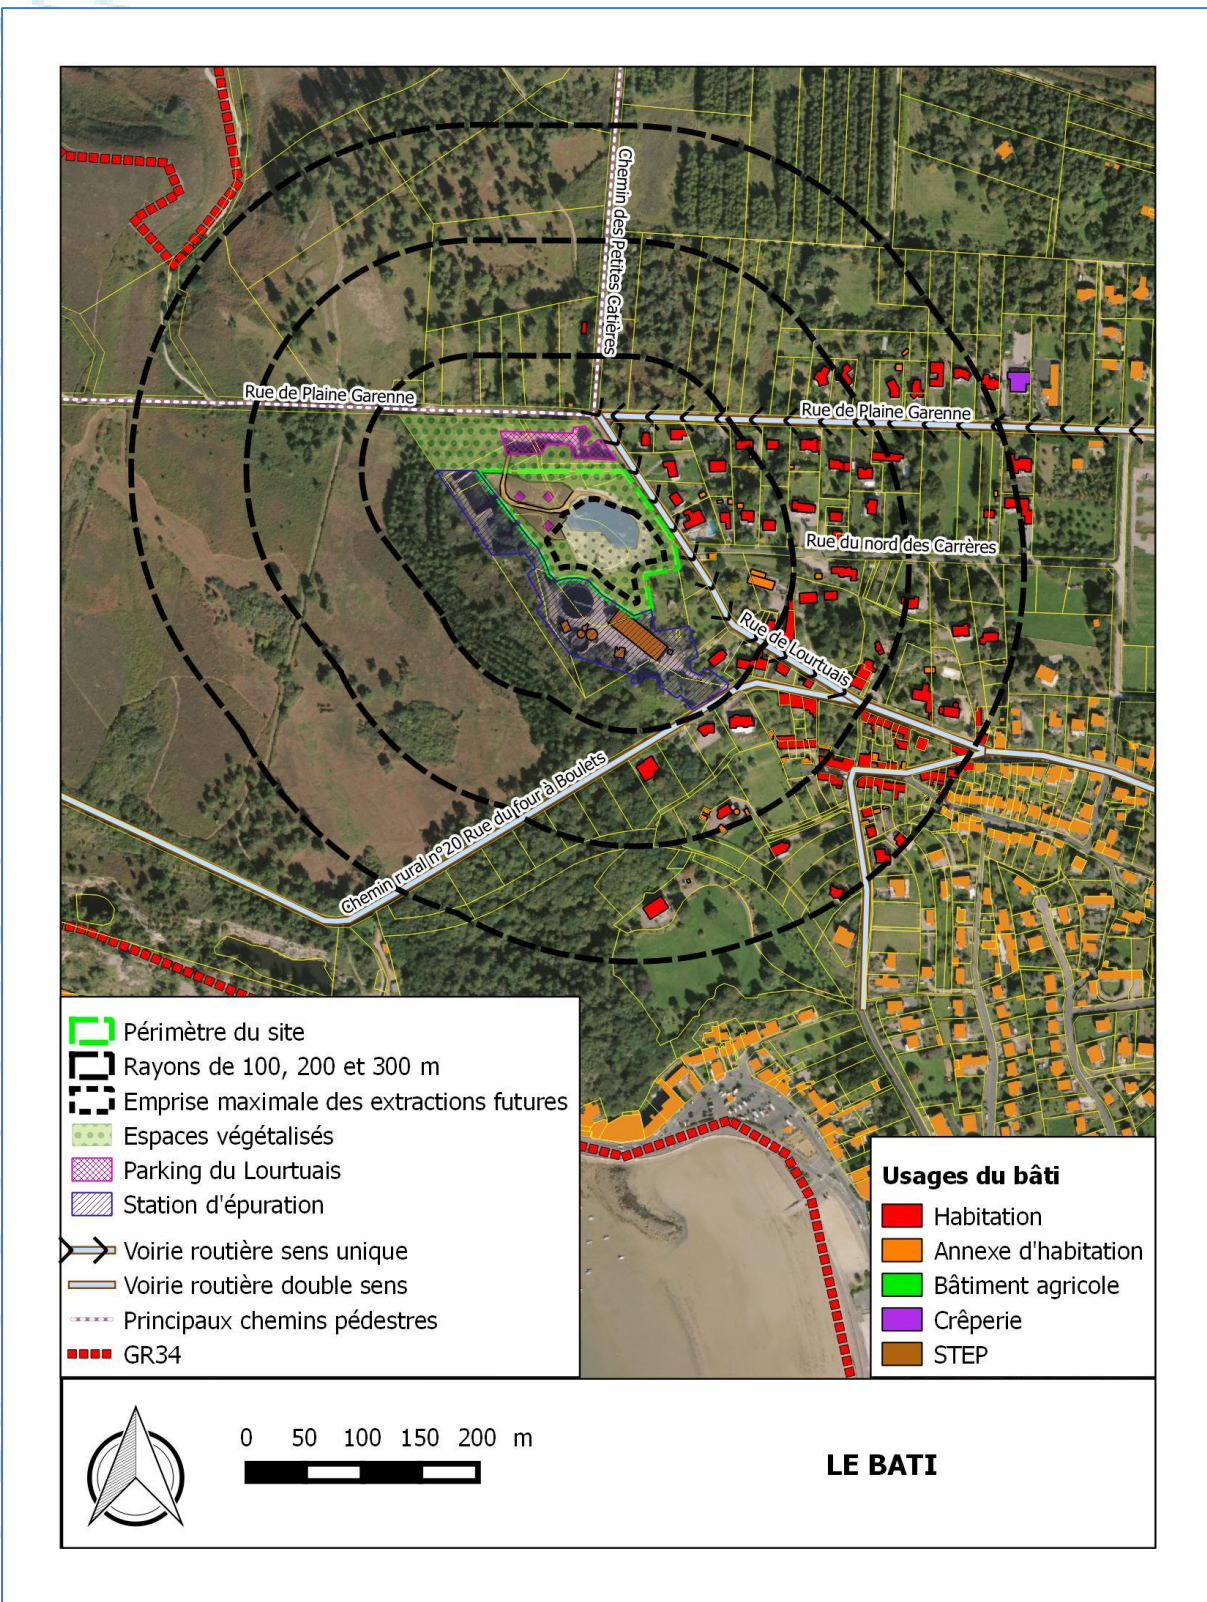 Chemin des Petites Catières
Rue de Plaine Garenne
Rue de Plaine Garenne
Rue du nord des Carrères
Rue de Lourtuais
Chemin rural n°20 Rue du four à Boulets
Périmètre du site
Rayons de 100, 200 et 300 m
Emprise maximale des extractions futures
Espaces végétalisés
Parking du Lourtuais
Station d'épuration
Voirie routière sens unique
Voirie routière double sens
Principaux chemins pédestres
GR34
Usages du bâti
Habitation
Annexe d'habitation
Bâtiment agricole
Crêperie
STEP
0 50 100 150 200 m
LE BATI